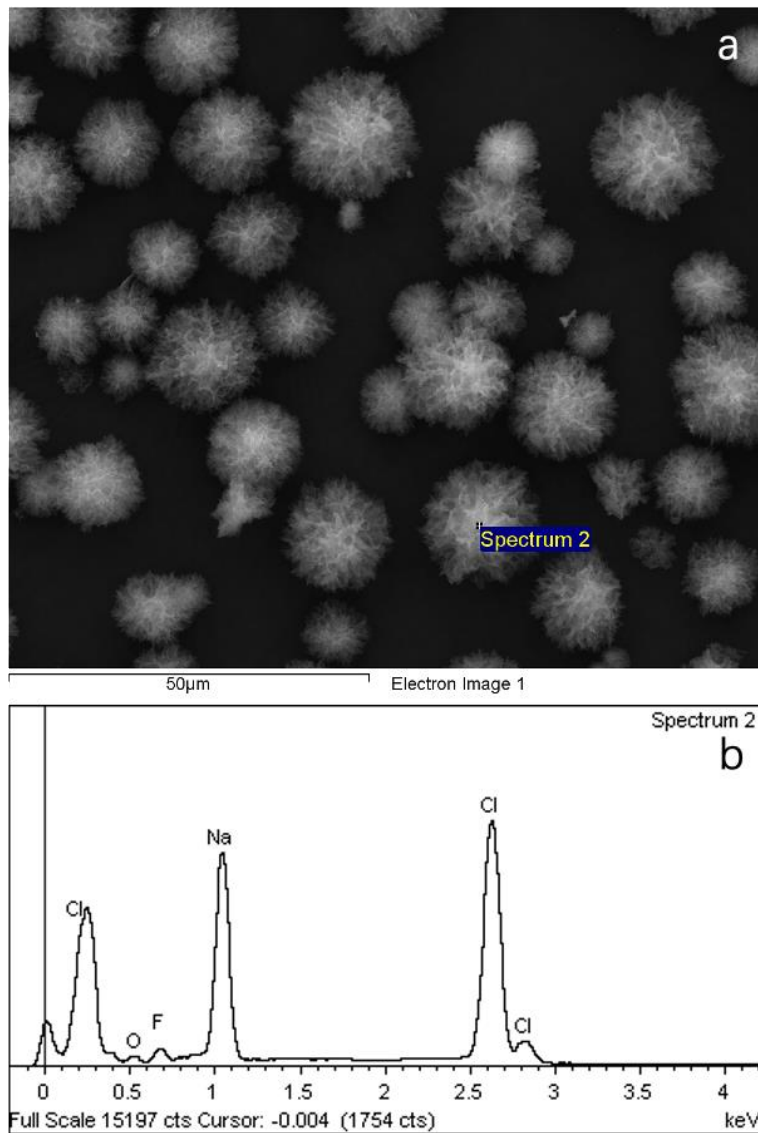 a
Spectrum 2
50µm
Electron Image 1
Spectrum 2
b
Cl
Na
Cl
O
F
Cl
0 0.5 1 1.5 2 2.5 3 3.5 4
Full Scale 15197 cts Cursor: -0.004 (1754 cts)
keV